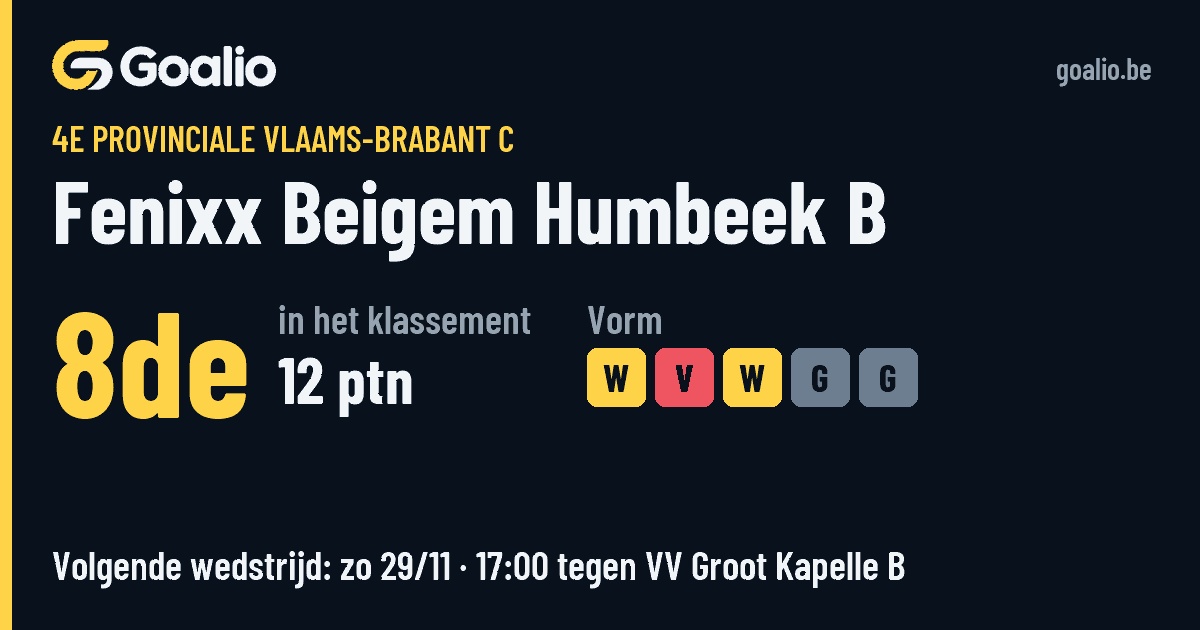 Goalio
goalio.be
4E PROVINCIALE VLAAMS-BRABANT C
Fenixx Beigem Humbeek B
8de
in het klassement
12 ptn
Vorm
W V W G G
Volgende wedstrijd: zo 29/11 · 17:00 tegen VV Groot Kapelle B